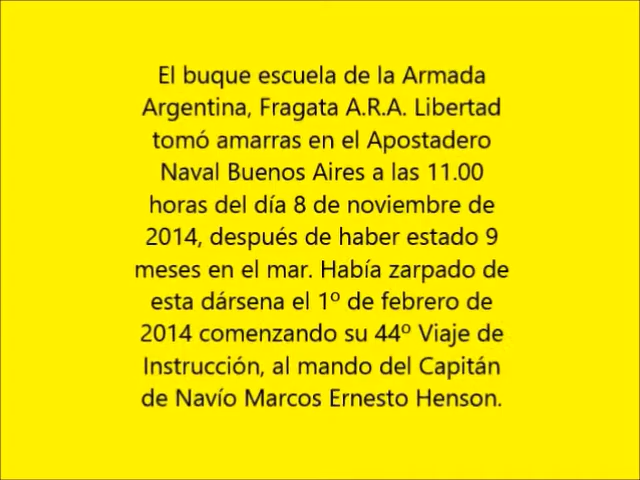 El buque escuela de la Armada
Argentina, Fragata A.R.A. Libertad
tomó amarras en el Apostadero
Naval Buenos Aires a las 11.00
horas del día 8 de noviembre de
2014, después de haber estado 9
meses en el mar. Había zarpado de
esta dársena el 1º de febrero de
2014 comenzando su 44º Viaje de
Instrucción, al mando del Capitán
de Navío Marcos Ernesto Henson.